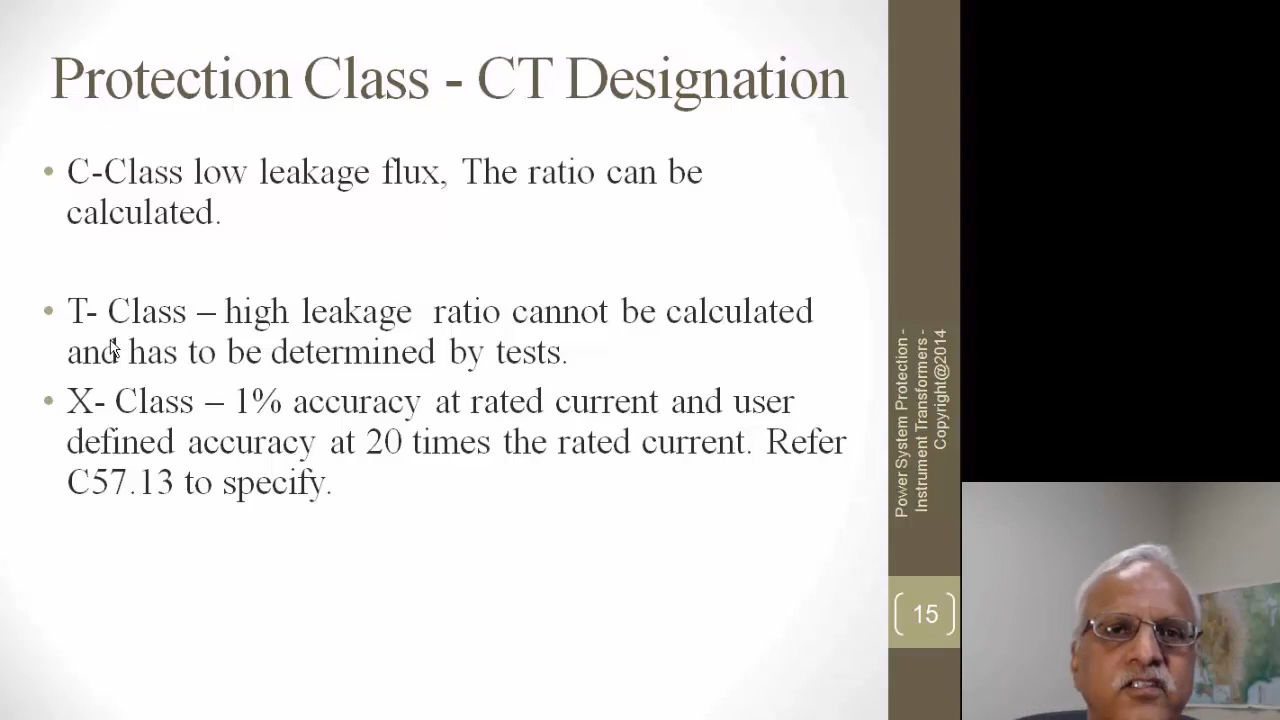 Protection Class - CT Designation
• C-Class low leakage flux, The ratio can be
calculated.
• T- Class – high leakage  ratio cannot be calculated
and has to be determined by tests.
• X- Class – 1% accuracy at rated current and user
defined accuracy at 20 times the rated current. Refer
C57.13 to specify.
Power System Protection -
Instrument Transformers -
Copyright@2014
15